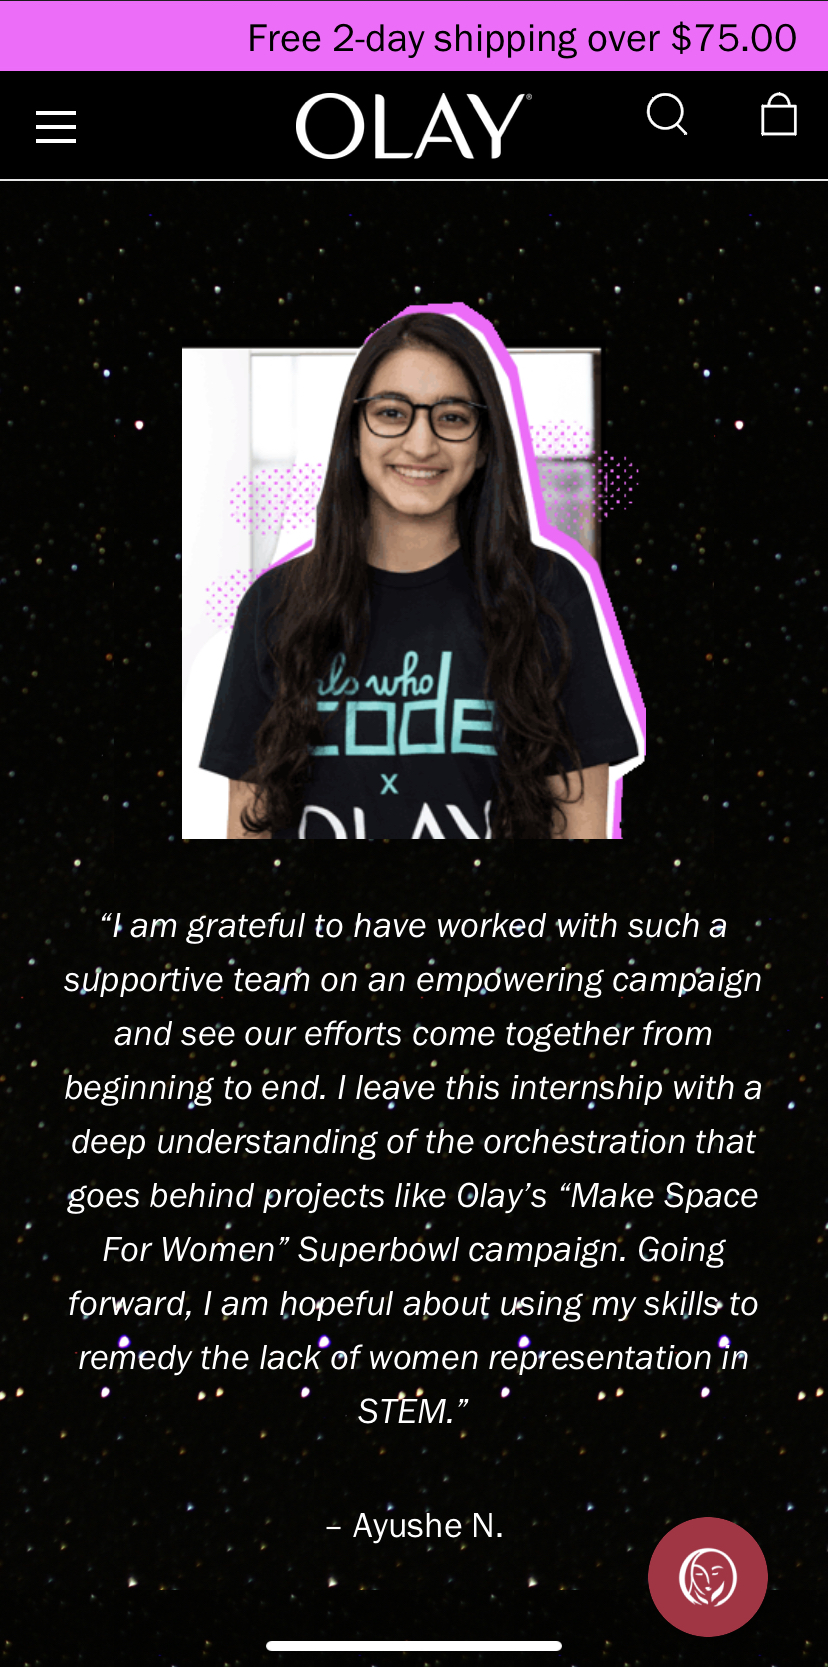 Free 2-day shipping over $75.00
OLAY®
who
CODE
x
OLAY
“I am grateful to have worked with such a
supportive team on an empowering campaign
and see our efforts come together from
beginning to end. I leave this internship with a
deep understanding of the orchestration that
goes behind projects like Olay’s “Make Space
For Women” Superbowl campaign. Going
forward, I am hopeful about using my skills to
remedy the lack of women representation in
STEM.”
– Ayushe N.